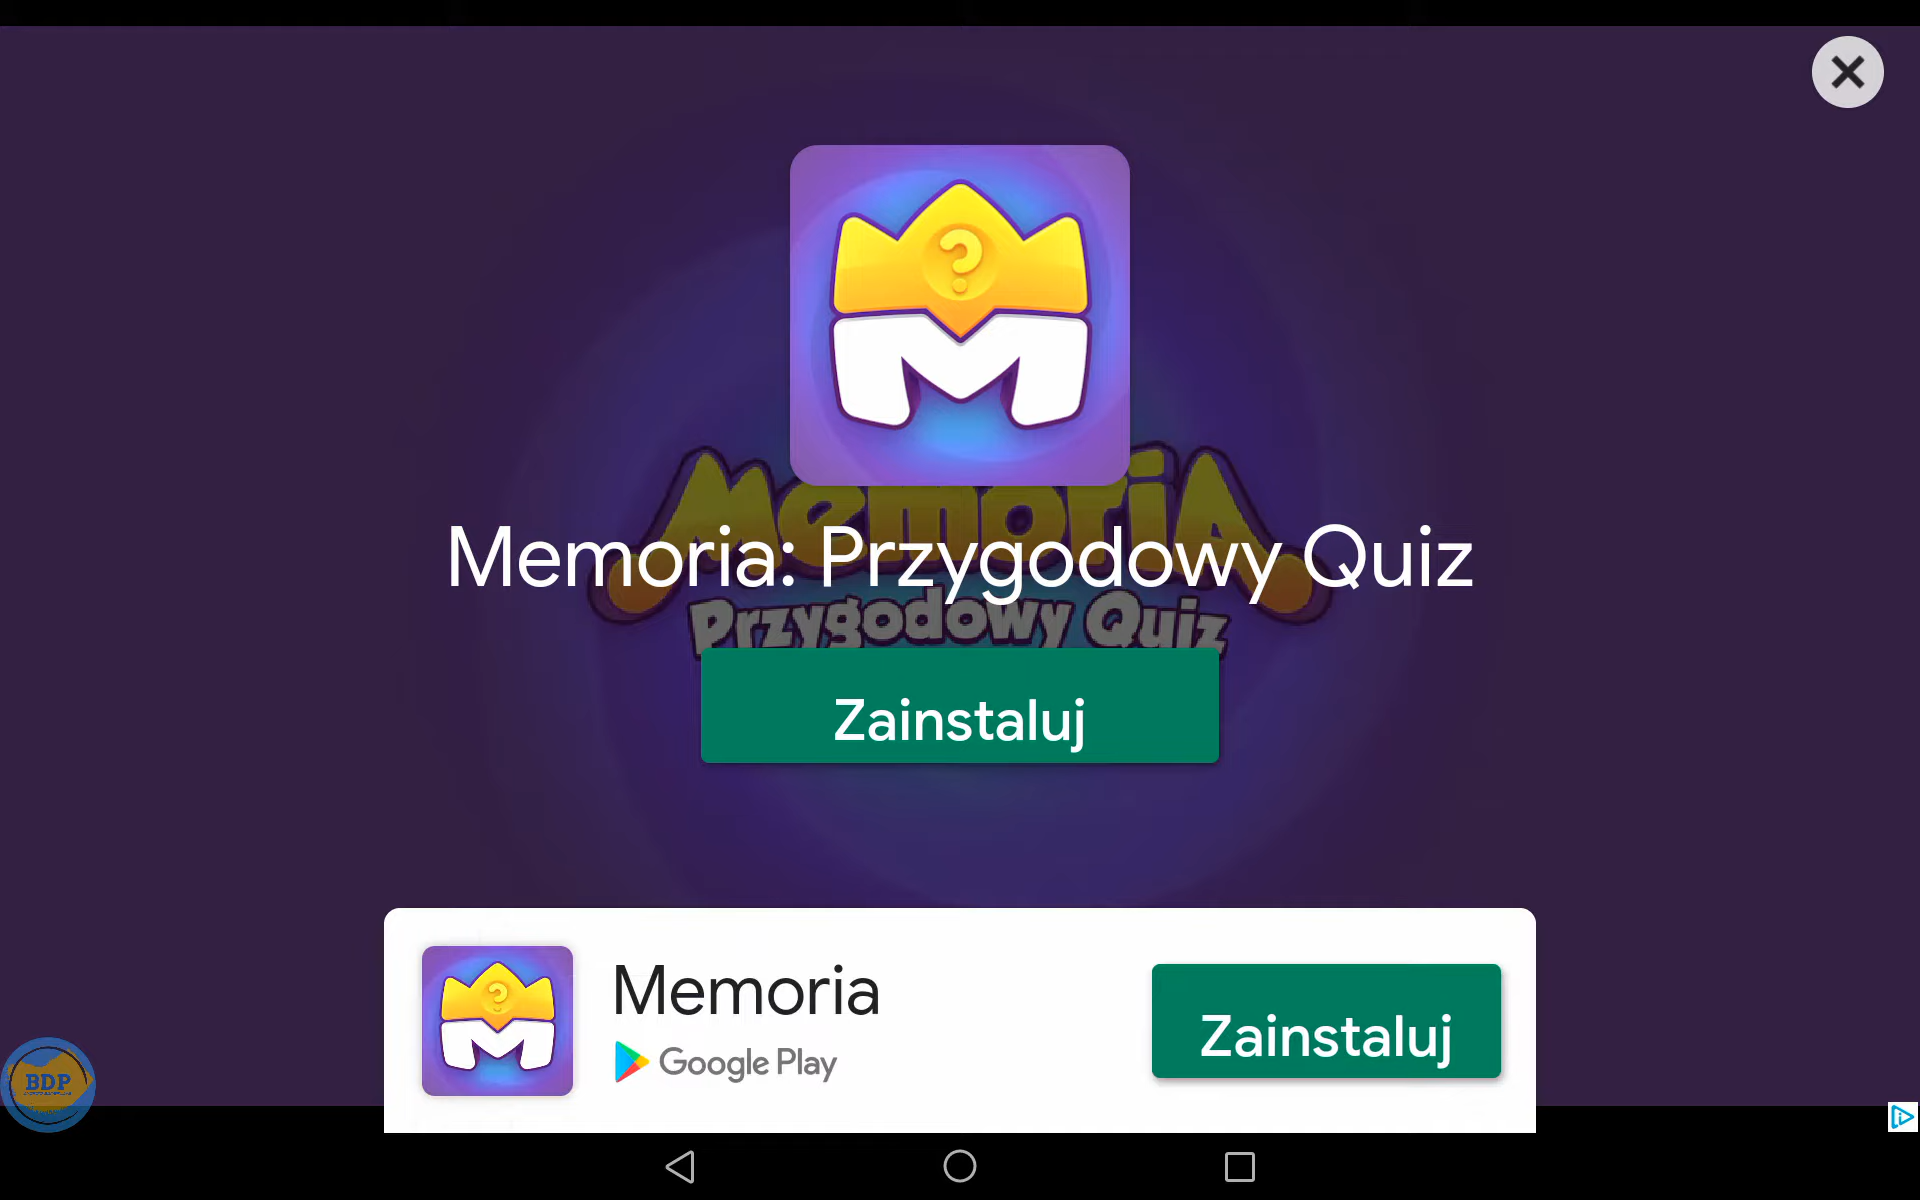 Memoria
Memoria: Przygodowy Quiz
Przygodowy Quiz
Zainstaluj
Memoria
Google Play
Zainstaluj
BDP